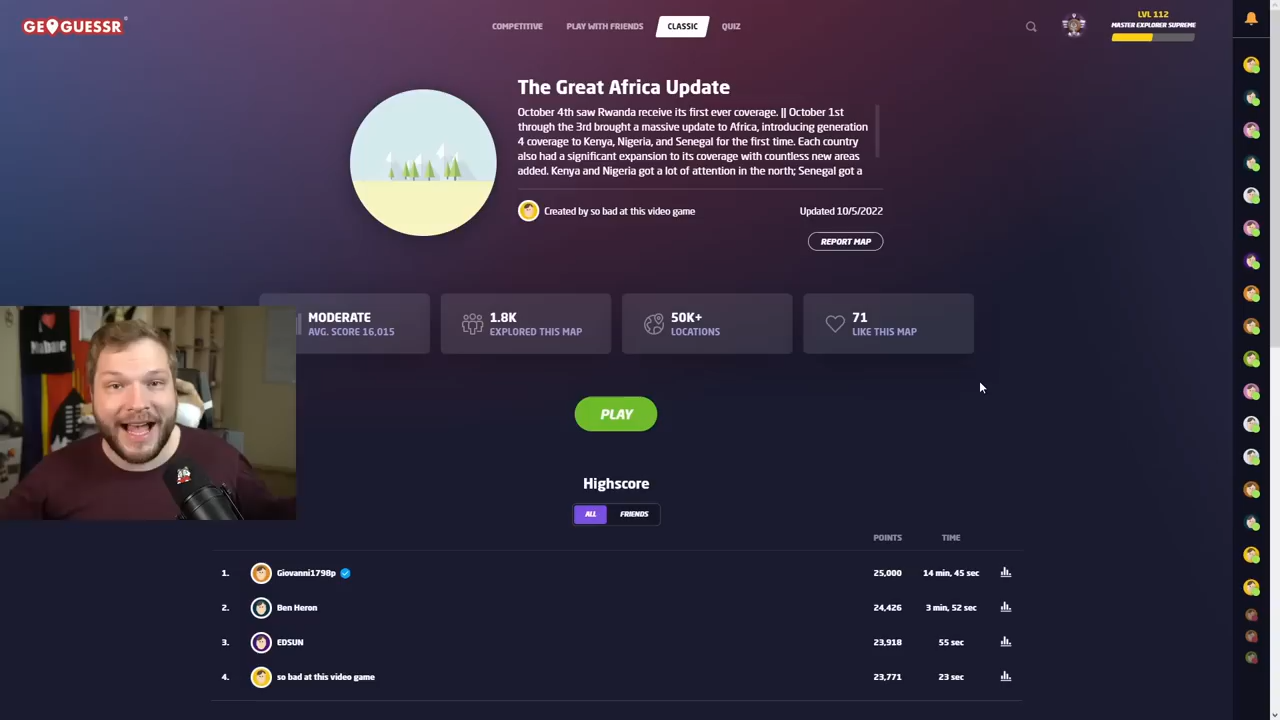 GEOGUESSR
COMPETITIVE
PLAY WITH FRIENDS
CLASSIC
QUIZ
LVL 112
MASTER EXPLORER SUPREME
The Great Africa Update
October 4th saw Rwanda receive its first ever coverage. || October 1st
through the 3rd brought a massive update to Africa, introducing generation
4 coverage to Kenya, Nigeria, and Senegal for the first time. Each country
also had a significant expansion to its coverage with countless new areas
added. Kenya and Nigeria got a lot of attention in the north; Senegal got a
Created by so bad at this video game
Updated 10/5/2022
REPORT MAP
MODERATE
AVG. SCORE 16,015
1.8K
EXPLORED THIS MAP
50K+
LOCATIONS
71
LIKE THIS MAP
PLAY
Highscore
ALL
FRIENDS
POINTS
TIME
1. Giovanni1798p 25,000 14 min, 45 sec
2. Ben Heron 24,426 3 min, 52 sec
3. EDSUN 23,918 55 sec
4. so bad at this video game 23,771 23 sec